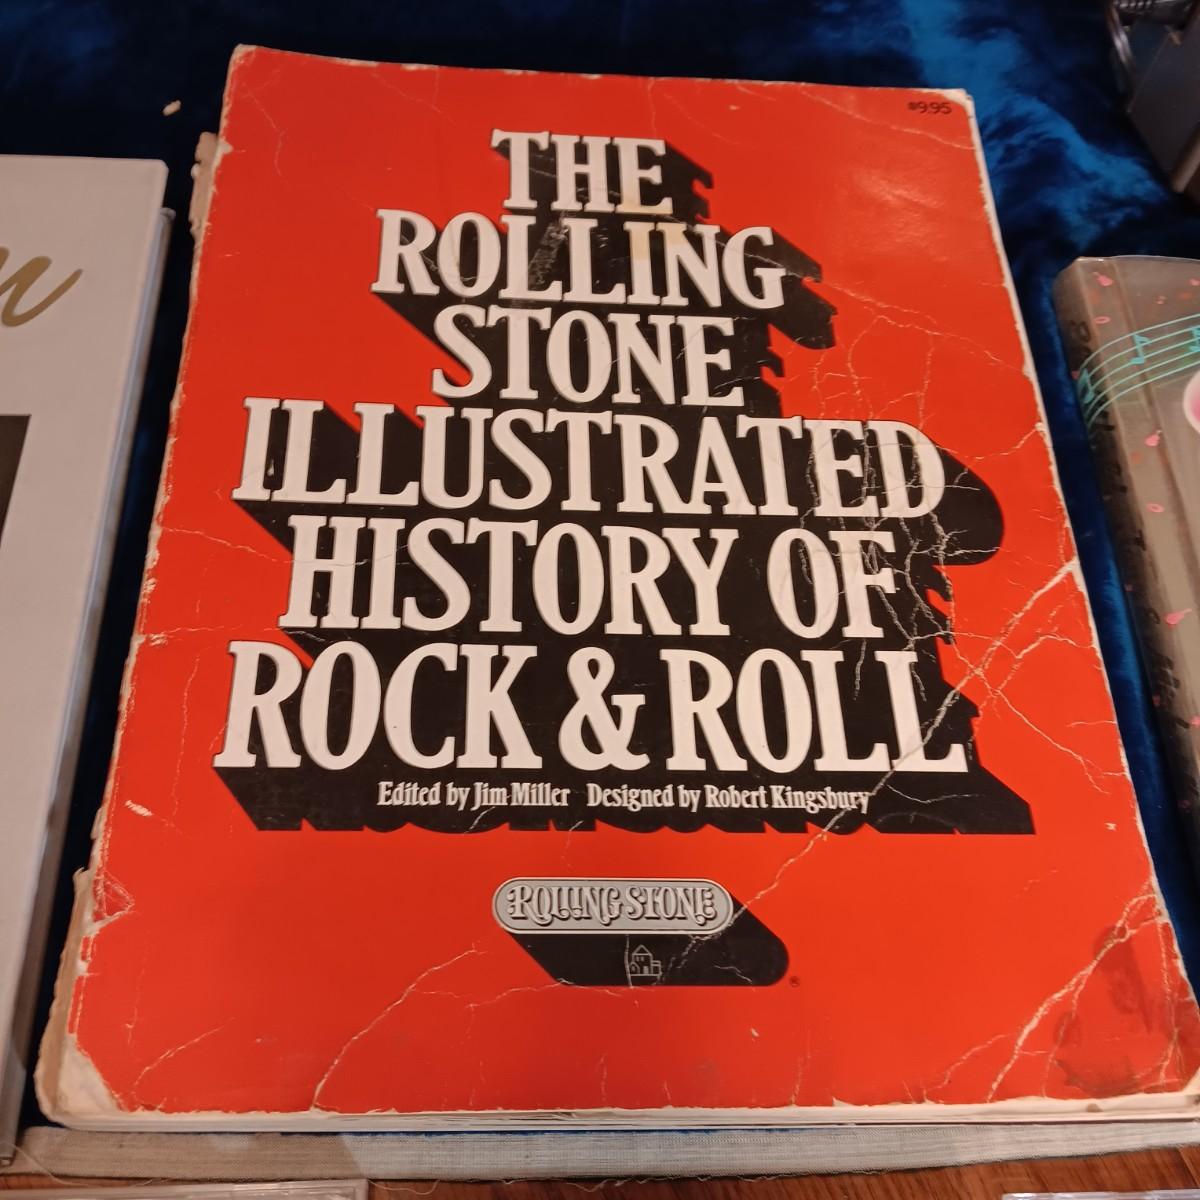 $9.95
THE
ROLLING
STONE
ILLUSTRATED
HISTORY OF
ROCK & ROLL
Edited by Jim Miller Designed by Robert Kingsbury
ROLLING STONE
®